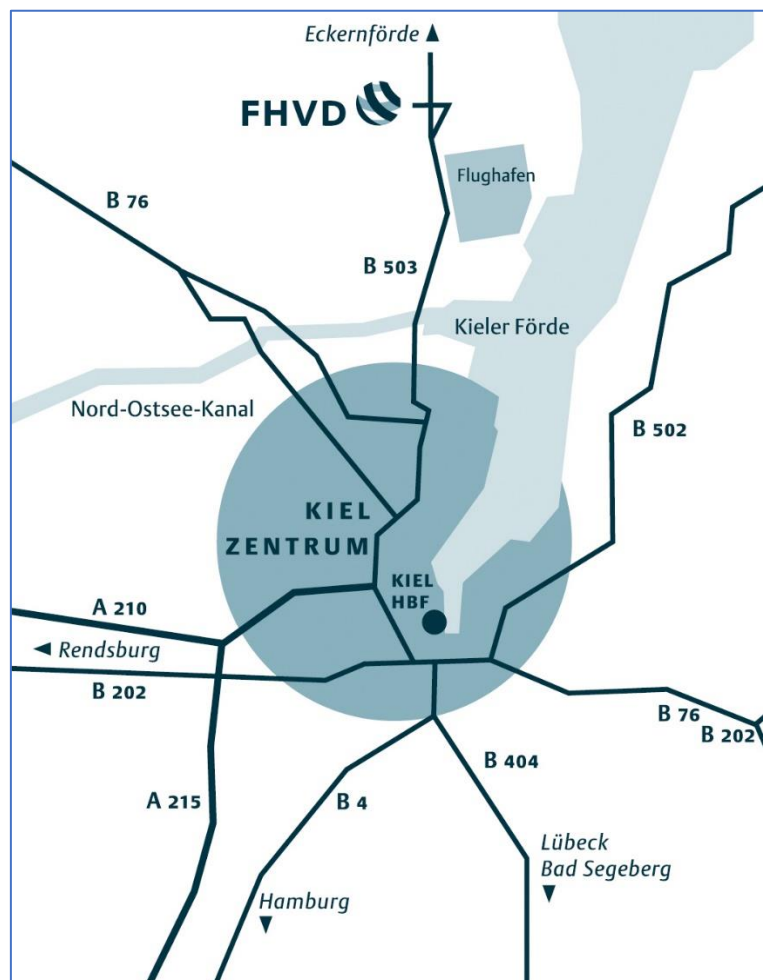 Eckernförde
FHVD
Flughafen
B 76
B 503
Kieler Förde
Nord-Ostsee-Kanal
B 502
KIEL
ZENTRUM
KIEL
HBF
A 210
Rendsburg
B 202
B 76
B 202
B 404
A 215
B 4
Lübeck
Bad Segeberg
Hamburg